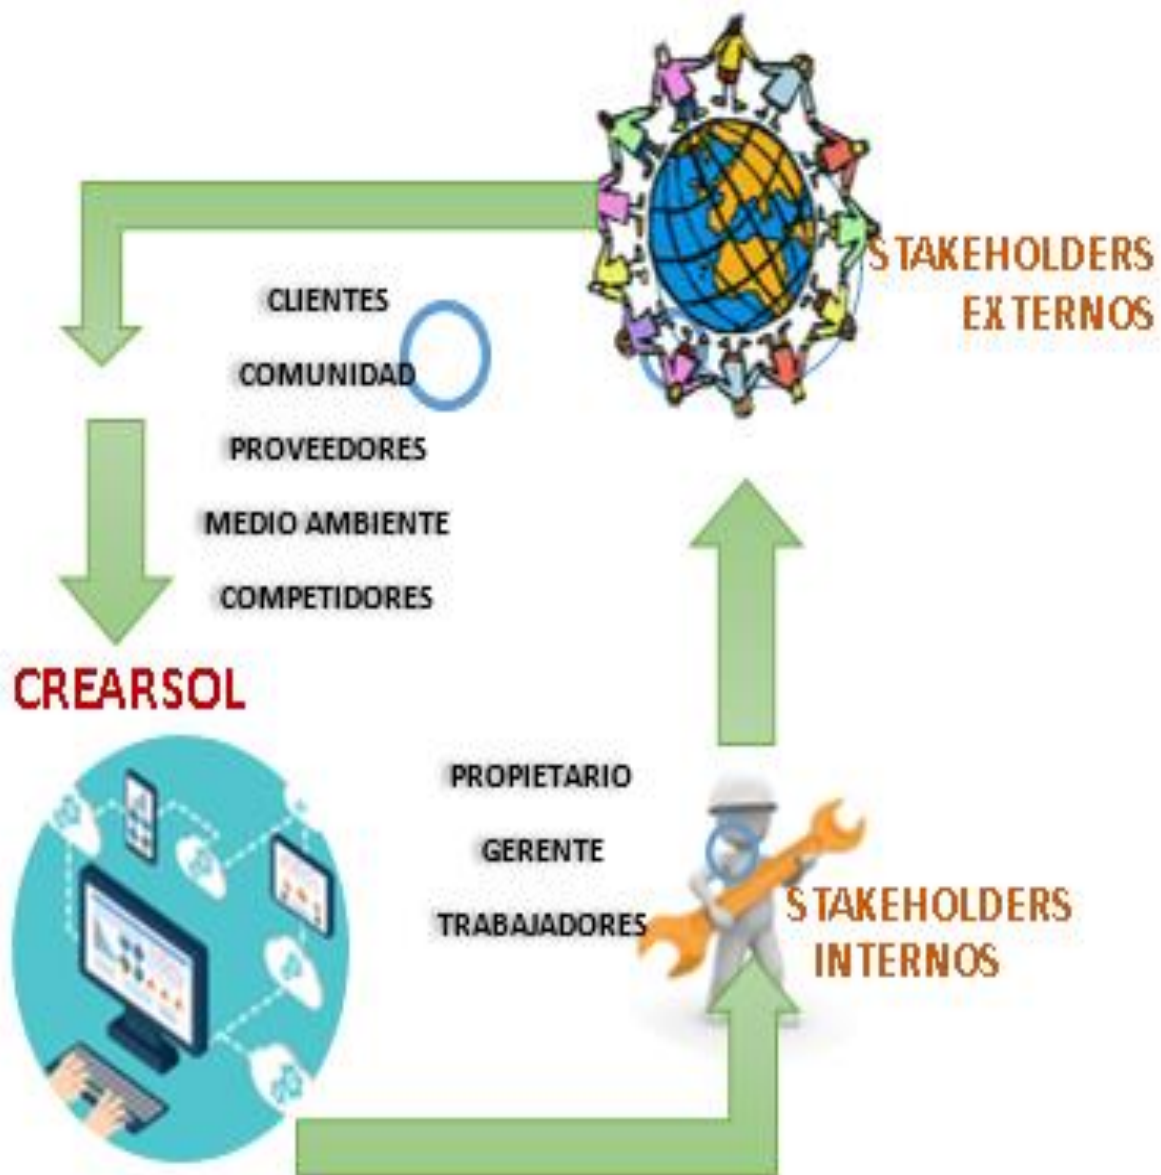 STAKEHOLDERS
EXTERNOS
CLIENTES
COMUNIDAD
PROVEEDORES
MEDIO AMBIENTE
COMPETIDORES
CREARSOL
PROPIETARIO
GERENTE
TRABAJADORES
STAKEHOLDERS
INTERNOS